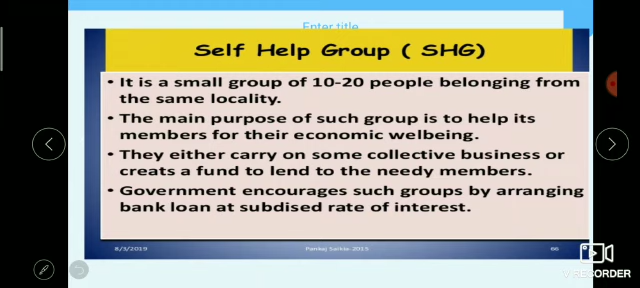 Enter title
Self Help Group ( SHG)
• It is a small group of 10-20 people belonging from
the same locality.
• The main purpose of such group is to help its
members for their economic welbeing.
• They either carry on some collective business or
creats a fund to lend to the needy members.
• Government encourages such groups by arranging
bank loan at subdised rate of interest.
8/3/2019
Pankaj Saikia-2015
66
V RECORDER